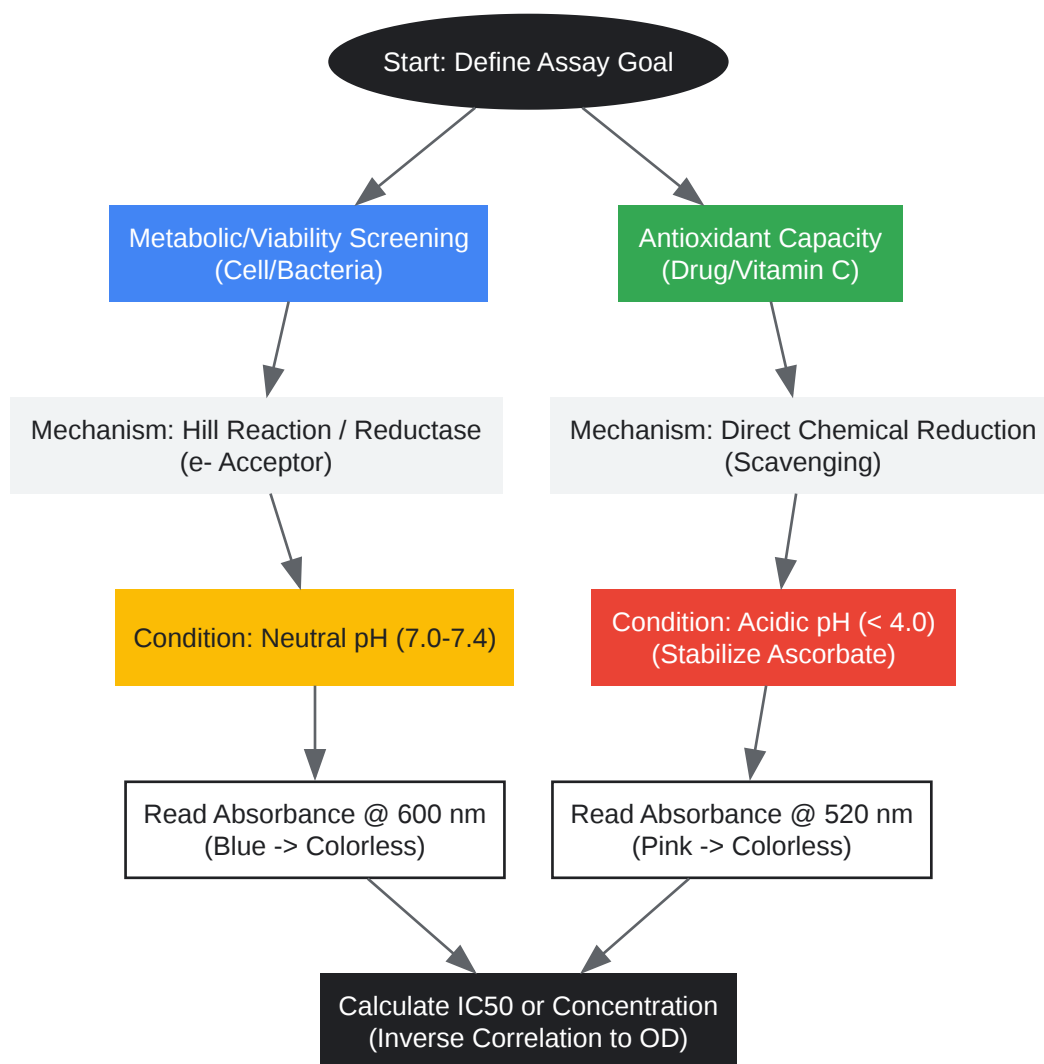 Start: Define Assay Goal
Metabolic/Viability Screening
(Cell/Bacteria)
Antioxidant Capacity
(Drug/Vitamin C)
Mechanism: Hill Reaction / Reductase
(e- Acceptor)
Mechanism: Direct Chemical Reduction
(Scavenging)
Condition: Neutral pH (7.0-7.4)
Condition: Acidic pH (< 4.0)
(Stabilize Ascorbate)
Read Absorbance @ 600 nm
(Blue -> Colorless)
Read Absorbance @ 520 nm
(Pink -> Colorless)
Calculate IC50 or Concentration
(Inverse Correlation to OD)